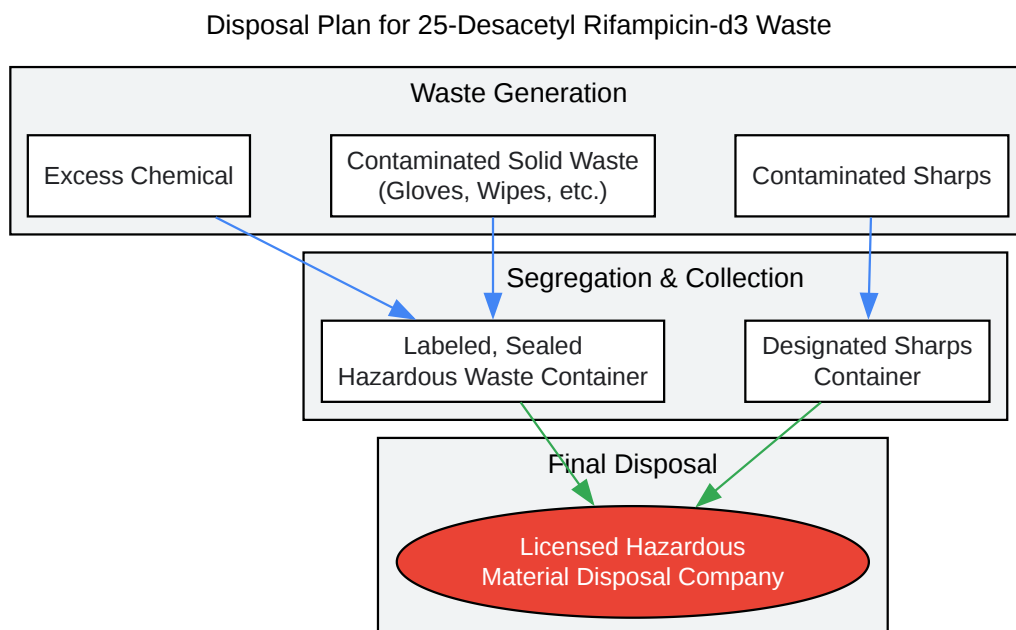 Disposal Plan for 25-Desacetyl Rifampicin-d3 Waste
Waste Generation
Excess Chemical
Contaminated Solid Waste
(Gloves, Wipes, etc.)
Contaminated Sharps
Segregation & Collection
Labeled, Sealed
Hazardous Waste Container
Designated Sharps
Container
Final Disposal
Licensed Hazardous
Material Disposal Company